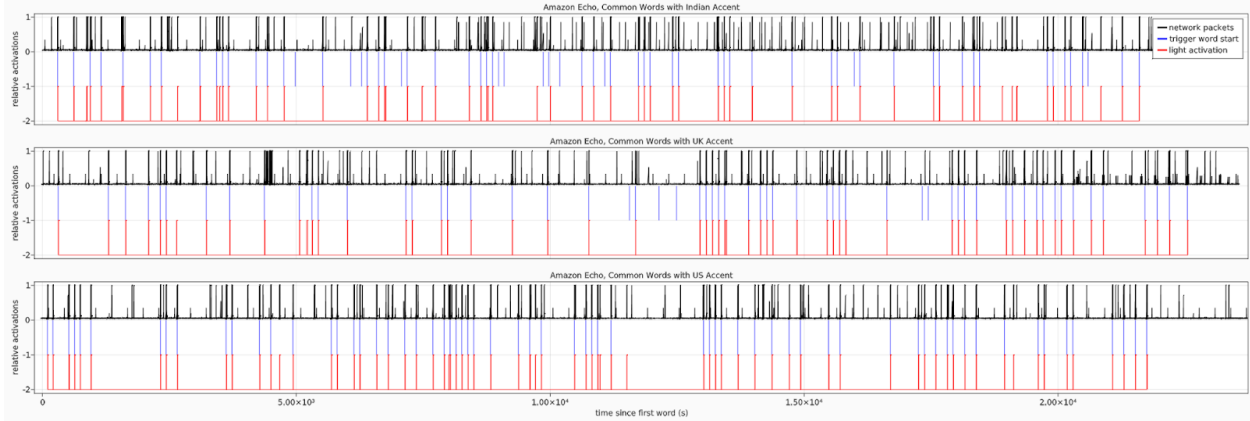 Amazon Echo, Common Words with Indian Accent
relative activations
1
0
-1
-2
network packets
trigger word start
light activation
Amazon Echo, Common Words with UK Accent
relative activations
1
0
-1
-2
Amazon Echo, Common Words with US Accent
relative activations
1
0
-1
-2
0 5.00×10³ 1.00×10⁴ 1.50×10⁴ 2.00×10⁴
time since first word (s)